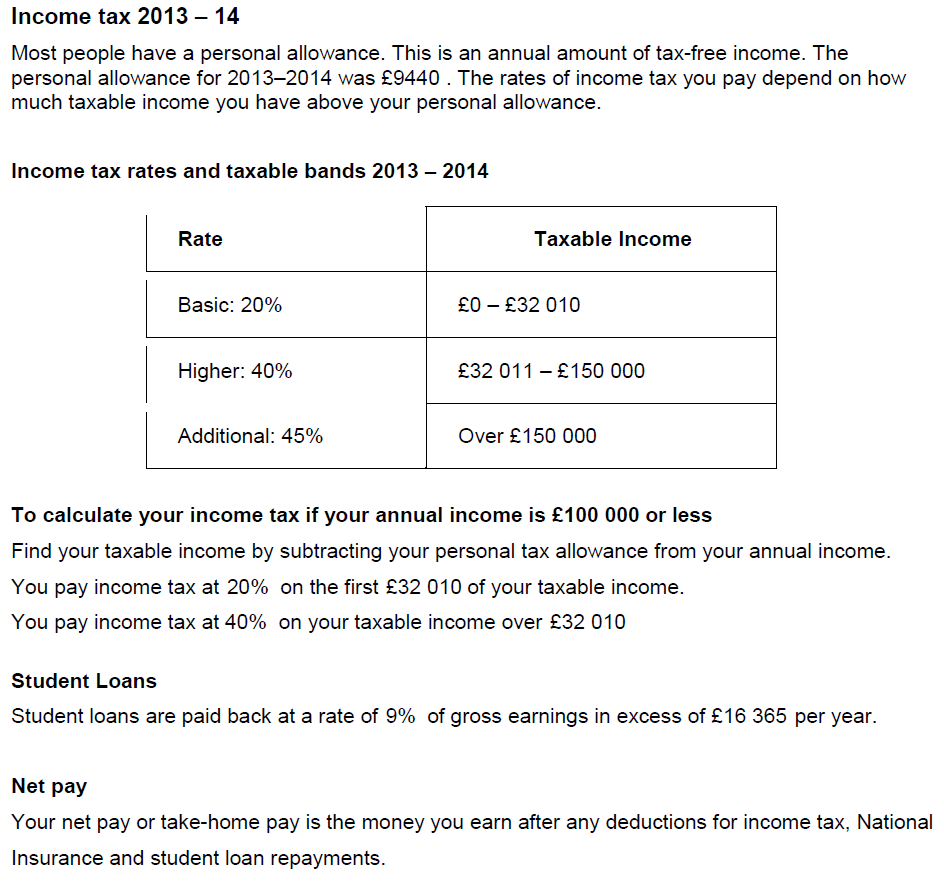 Income tax 2013 – 14
Most people have a personal allowance. This is an annual amount of tax-free income. The
personal allowance for 2013–2014 was £9440 . The rates of income tax you pay depend on how
much taxable income you have above your personal allowance.
Income tax rates and taxable bands 2013 – 2014
Rate Taxable Income
Basic: 20% £0 – £32 010
Higher: 40% £32 011 – £150 000
Additional: 45% Over £150 000
To calculate your income tax if your annual income is £100 000 or less
Find your taxable income by subtracting your personal tax allowance from your annual income.
You pay income tax at 20% on the first £32 010 of your taxable income.
You pay income tax at 40% on your taxable income over £32 010
Student Loans
Student loans are paid back at a rate of 9% of gross earnings in excess of £16 365 per year.
Net pay
Your net pay or take-home pay is the money you earn after any deductions for income tax, National
Insurance and student loan repayments.